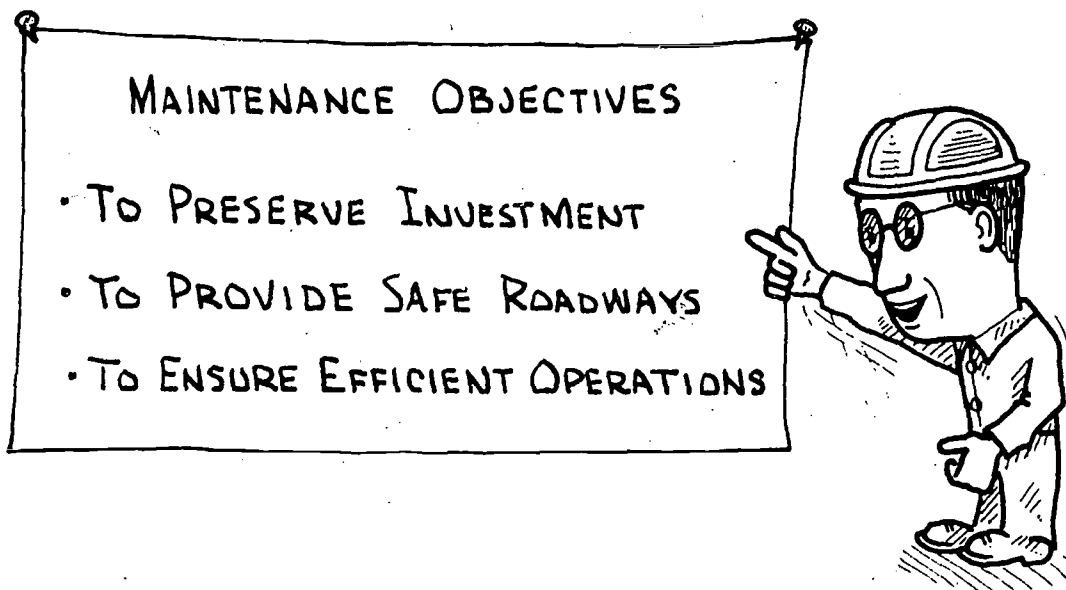 MAINTENANCE OBJECTIVES
· TO PRESERVE INVESTMENT
· TO PROVIDE SAFE ROADWAYS
· TO ENSURE EFFICIENT OPERATIONS